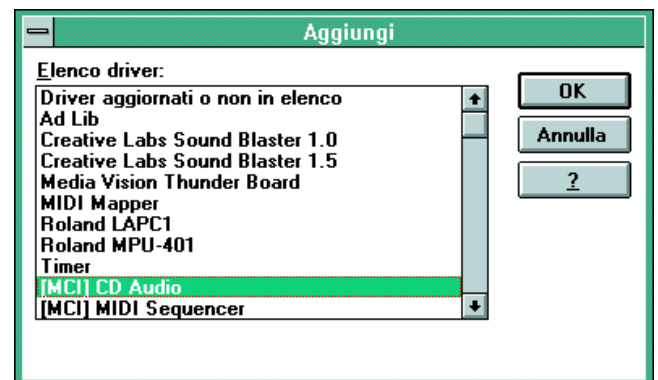 Aggiungi
Elenco driver:
Driver aggiornati o non in elenco
Ad Lib
Creative Labs Sound Blaster 1.0
Creative Labs Sound Blaster 1.5
Media Vision Thunder Board
MIDI Mapper
Roland LAPC1
Roland MPU-401
Timer
[MCI] CD Audio
[MCI] MIDI Sequencer
OK
Annulla
?